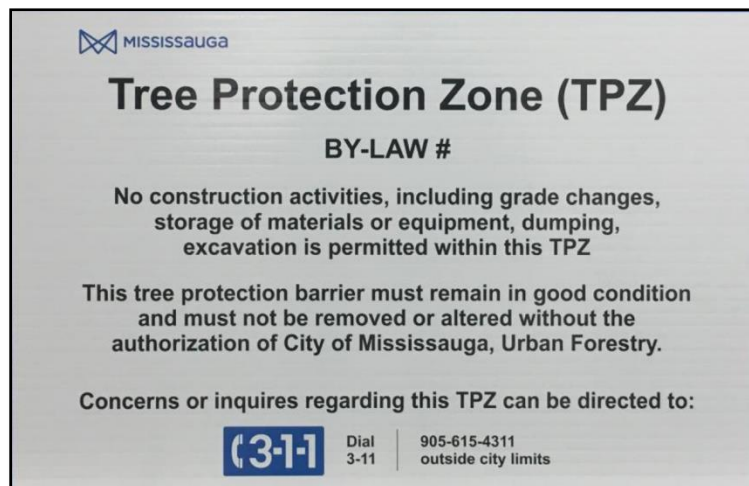 MISSISSAUGA
Tree Protection Zone (TPZ)
BY-LAW #
No construction activities, including grade changes,
storage of materials or equipment, dumping,
excavation is permitted within this TPZ
This tree protection barrier must remain in good condition
and must not be removed or altered without the
authorization of City of Mississauga, Urban Forestry.
Concerns or inquires regarding this TPZ can be directed to:
3-1-1
Dial
3-11
905-615-4311
outside city limits